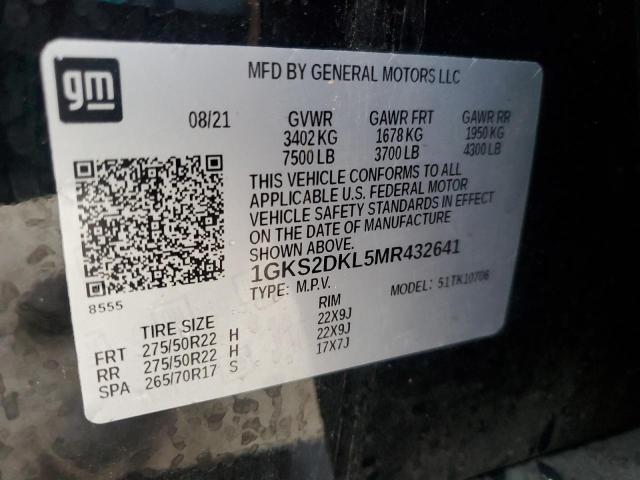 gm
MFD BY GENERAL MOTORS LLC
08/21 GVWR GAWR FRT GAWR RR
3402 KG 1678 KG 1950 KG
7500 LB 3700 LB 4300 LB
THIS VEHICLE CONFORMS TO ALL
APPLICABLE U.S. FEDERAL MOTOR
VEHICLE SAFETY STANDARDS IN EFFECT
ON THE DATE OF MANUFACTURE
SHOWN ABOVE.
1GKS2DKL5MR432641
TYPE: M.P.V. MODEL: 51TK10706
8555
TIRE SIZE RIM
FRT 275/50R22 H 22X9J
RR 275/50R22 H 22X9J
SPA 265/70R17 S 17X7J